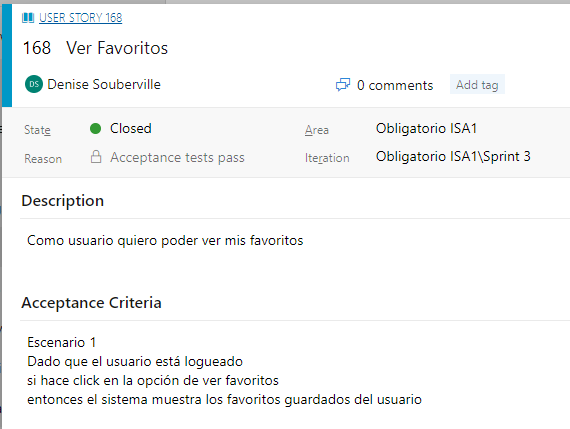 USER STORY 168
168 Ver Favoritos
DS Denise Souberville 0 comments Add tag
State Closed Area Obligatorio ISA1
Reason Acceptance tests pass Iteration Obligatorio ISA1\Sprint 3
Description
Como usuario quiero poder ver mis favoritos
Acceptance Criteria
Escenario 1
Dado que el usuario está logueado
si hace click en la opción de ver favoritos
entonces el sistema muestra los favoritos guardados del usuario